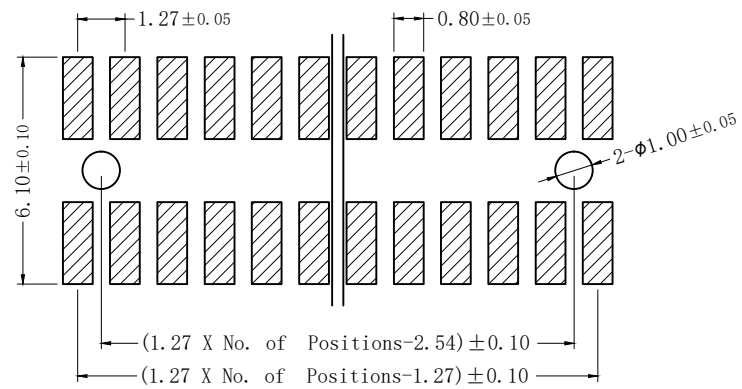 1.27±0.05
0.80±0.05
6.10±0.10
2-ϕ1.00±0.05
(1.27 X No. of Positions-2.54)±0.10
(1.27 X No. of Positions-1.27)±0.10